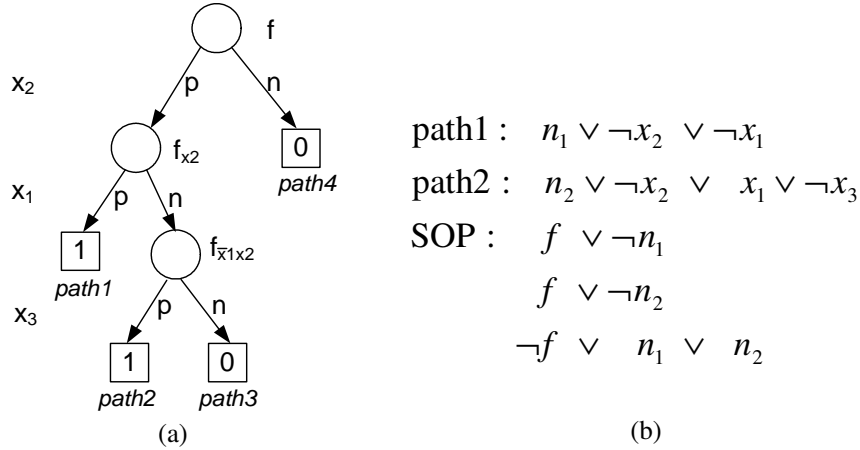 f
x₂
p n
f_x2
0
path4
x₁
p n
1
path1
f_x̅1x2
x₃
p n
1 0
path2 path3
(a)
path1 : n₁ ∨ ¬x₂ ∨ ¬x₁
path2 : n₂ ∨ ¬x₂ ∨ x₁ ∨ ¬x₃
SOP : f ∨ ¬n₁
f ∨ ¬n₂
¬f ∨ n₁ ∨ n₂
(b)